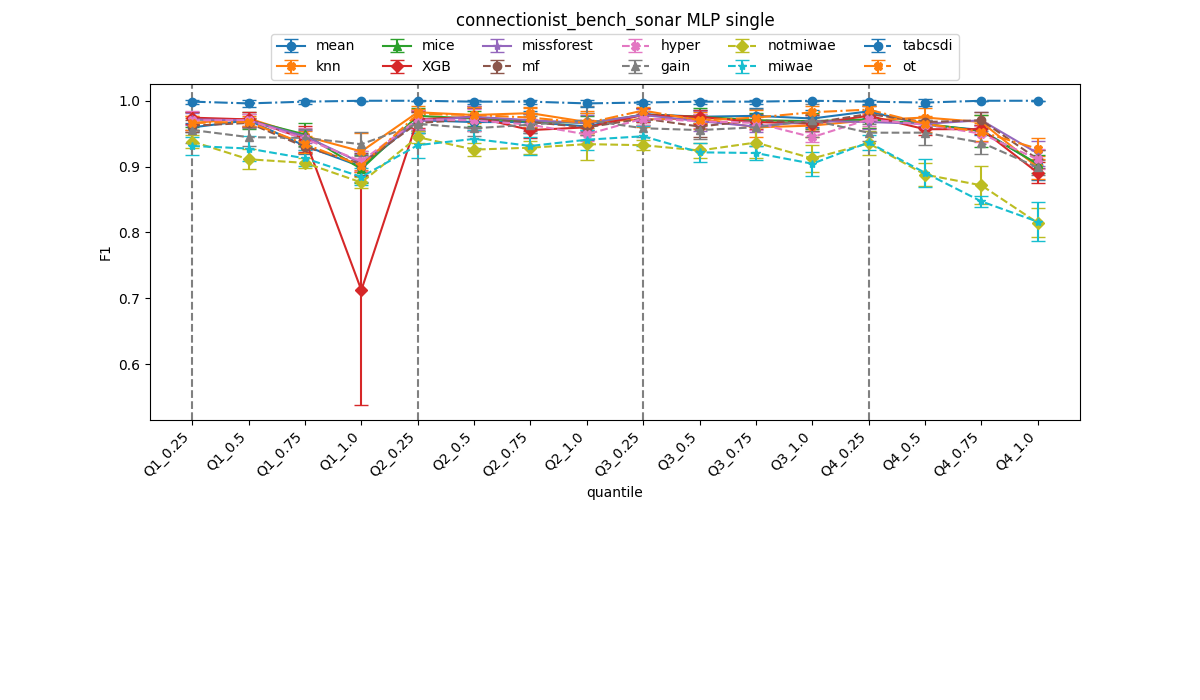 connectionist_bench_sonar MLP single
mean mice missforest hyper notmiwae tabcsdi
knn XGB mf gain miwae ot
1.0
0.9
0.8
0.7
0.6
F1
Q1_0.25 Q1_0.5 Q1_0.75 Q1_1.0 Q2_0.25 Q2_0.5 Q2_0.75 Q2_1.0 Q3_0.25 Q3_0.5 Q3_0.75 Q3_1.0 Q4_0.25 Q4_0.5 Q4_0.75 Q4_1.0
quantile